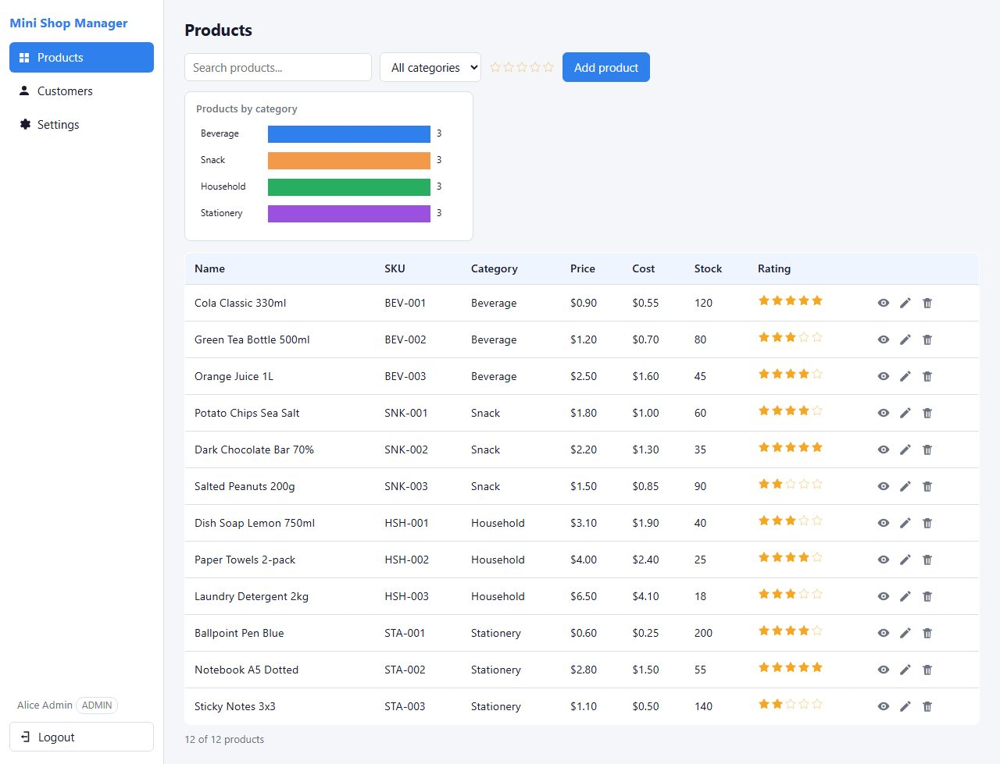 Mini Shop Manager
Products
Customers
Settings
Alice Admin ADMIN
Logout
Products
Search products... All categories Add product
Products by category
Beverage 3
Snack 3
Household 3
Stationery 3
Name SKU Category Price Cost Stock Rating
Cola Classic 330ml BEV-001 Beverage $0.90 $0.55 120
Green Tea Bottle 500ml BEV-002 Beverage $1.20 $0.70 80
Orange Juice 1L BEV-003 Beverage $2.50 $1.60 45
Potato Chips Sea Salt SNK-001 Snack $1.80 $1.00 60
Dark Chocolate Bar 70% SNK-002 Snack $2.20 $1.30 35
Salted Peanuts 200g SNK-003 Snack $1.50 $0.85 90
Dish Soap Lemon 750ml HSH-001 Household $3.10 $1.90 40
Paper Towels 2-pack HSH-002 Household $4.00 $2.40 25
Laundry Detergent 2kg HSH-003 Household $6.50 $4.10 18
Ballpoint Pen Blue STA-001 Stationery $0.60 $0.25 200
Notebook A5 Dotted STA-002 Stationery $2.80 $1.50 55
Sticky Notes 3x3 STA-003 Stationery $1.10 $0.50 140
12 of 12 products